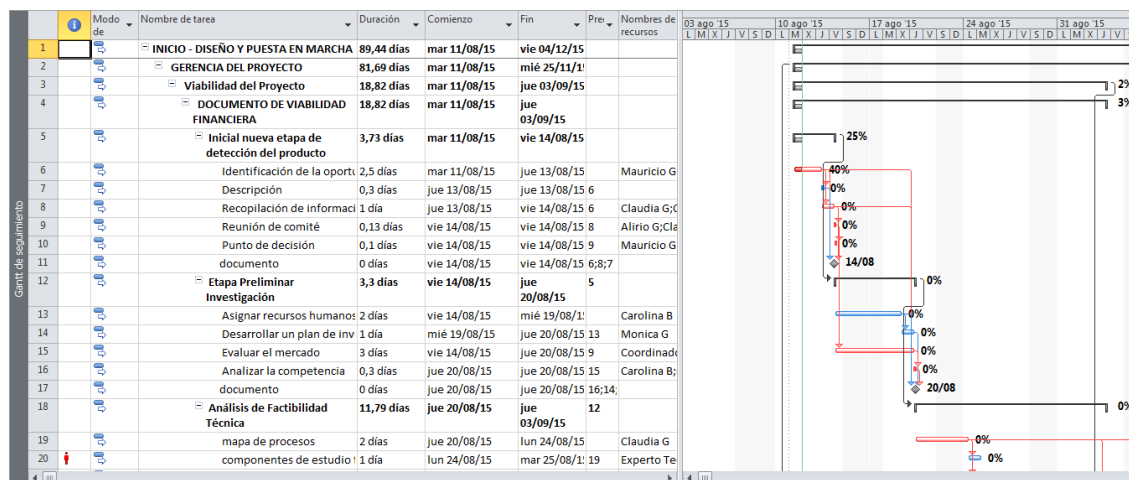 Modo de Nombre de tarea Duración Comienzo Fin Pre Nombres de recursos
03 ago '15 10 ago '15 17 ago '15 24 ago '15 31 ago '15
L M X J V S D L M X J V S D L M X J V S D L M X J V S D L M X J V
Gantt de seguimiento
1 INICIO - DISEÑO Y PUESTA EN MARCHA 89,44 días mar 11/08/15 vie 04/12/15
2 GERENCIA DEL PROYECTO 81,69 días mar 11/08/15 mié 25/11/1
3 Viabilidad del Proyecto 18,82 días mar 11/08/15 jue 03/09/15 2%
4 DOCUMENTO DE VIABILIDAD FINANCIERA 18,82 días mar 11/08/15 jue 03/09/15 3%
5 Inicial nueva etapa de detección del producto 3,73 días mar 11/08/15 vie 14/08/15 25%
6 Identificación de la oportu 2,5 días mar 11/08/15 jue 13/08/15 Mauricio G 40%
7 Descripción 0,3 días jue 13/08/15 jue 13/08/15 6 0%
8 Recopilación de informaci 1 día jue 13/08/15 vie 14/08/15 6 Claudia G;C 0%
9 Reunión de comité 0,13 días vie 14/08/15 vie 14/08/15 8 Alirio G;Cla 0%
10 Punto de decisión 0,1 días vie 14/08/15 vie 14/08/15 9 Mauricio G 0%
11 documento 0 días vie 14/08/15 vie 14/08/15 6;8;7 14/08
12 Etapa Preliminar Investigación 3,3 días vie 14/08/15 jue 20/08/15 5 0%
13 Asignar recursos humanos 2 días vie 14/08/15 mié 19/08/1 Carolina B 0%
14 Desarrollar un plan de inv 1 día mié 19/08/15 jue 20/08/15 13 Monica G 0%
15 Evaluar el mercado 3 días vie 14/08/15 jue 20/08/15 9 Coordinado 0%
16 Analizar la competencia 0,3 días jue 20/08/15 jue 20/08/15 15 Carolina B; 0%
17 documento 0 días jue 20/08/15 jue 20/08/15 16;14; 20/08
18 Análisis de Factibilidad Técnica 11,79 días jue 20/08/15 jue 03/09/15 12 0%
19 mapa de procesos 2 días jue 20/08/15 lun 24/08/15 Claudia G 0%
20 componentes de estudio 1 día lun 24/08/15 mar 25/08/1 19 Experto Te 0%